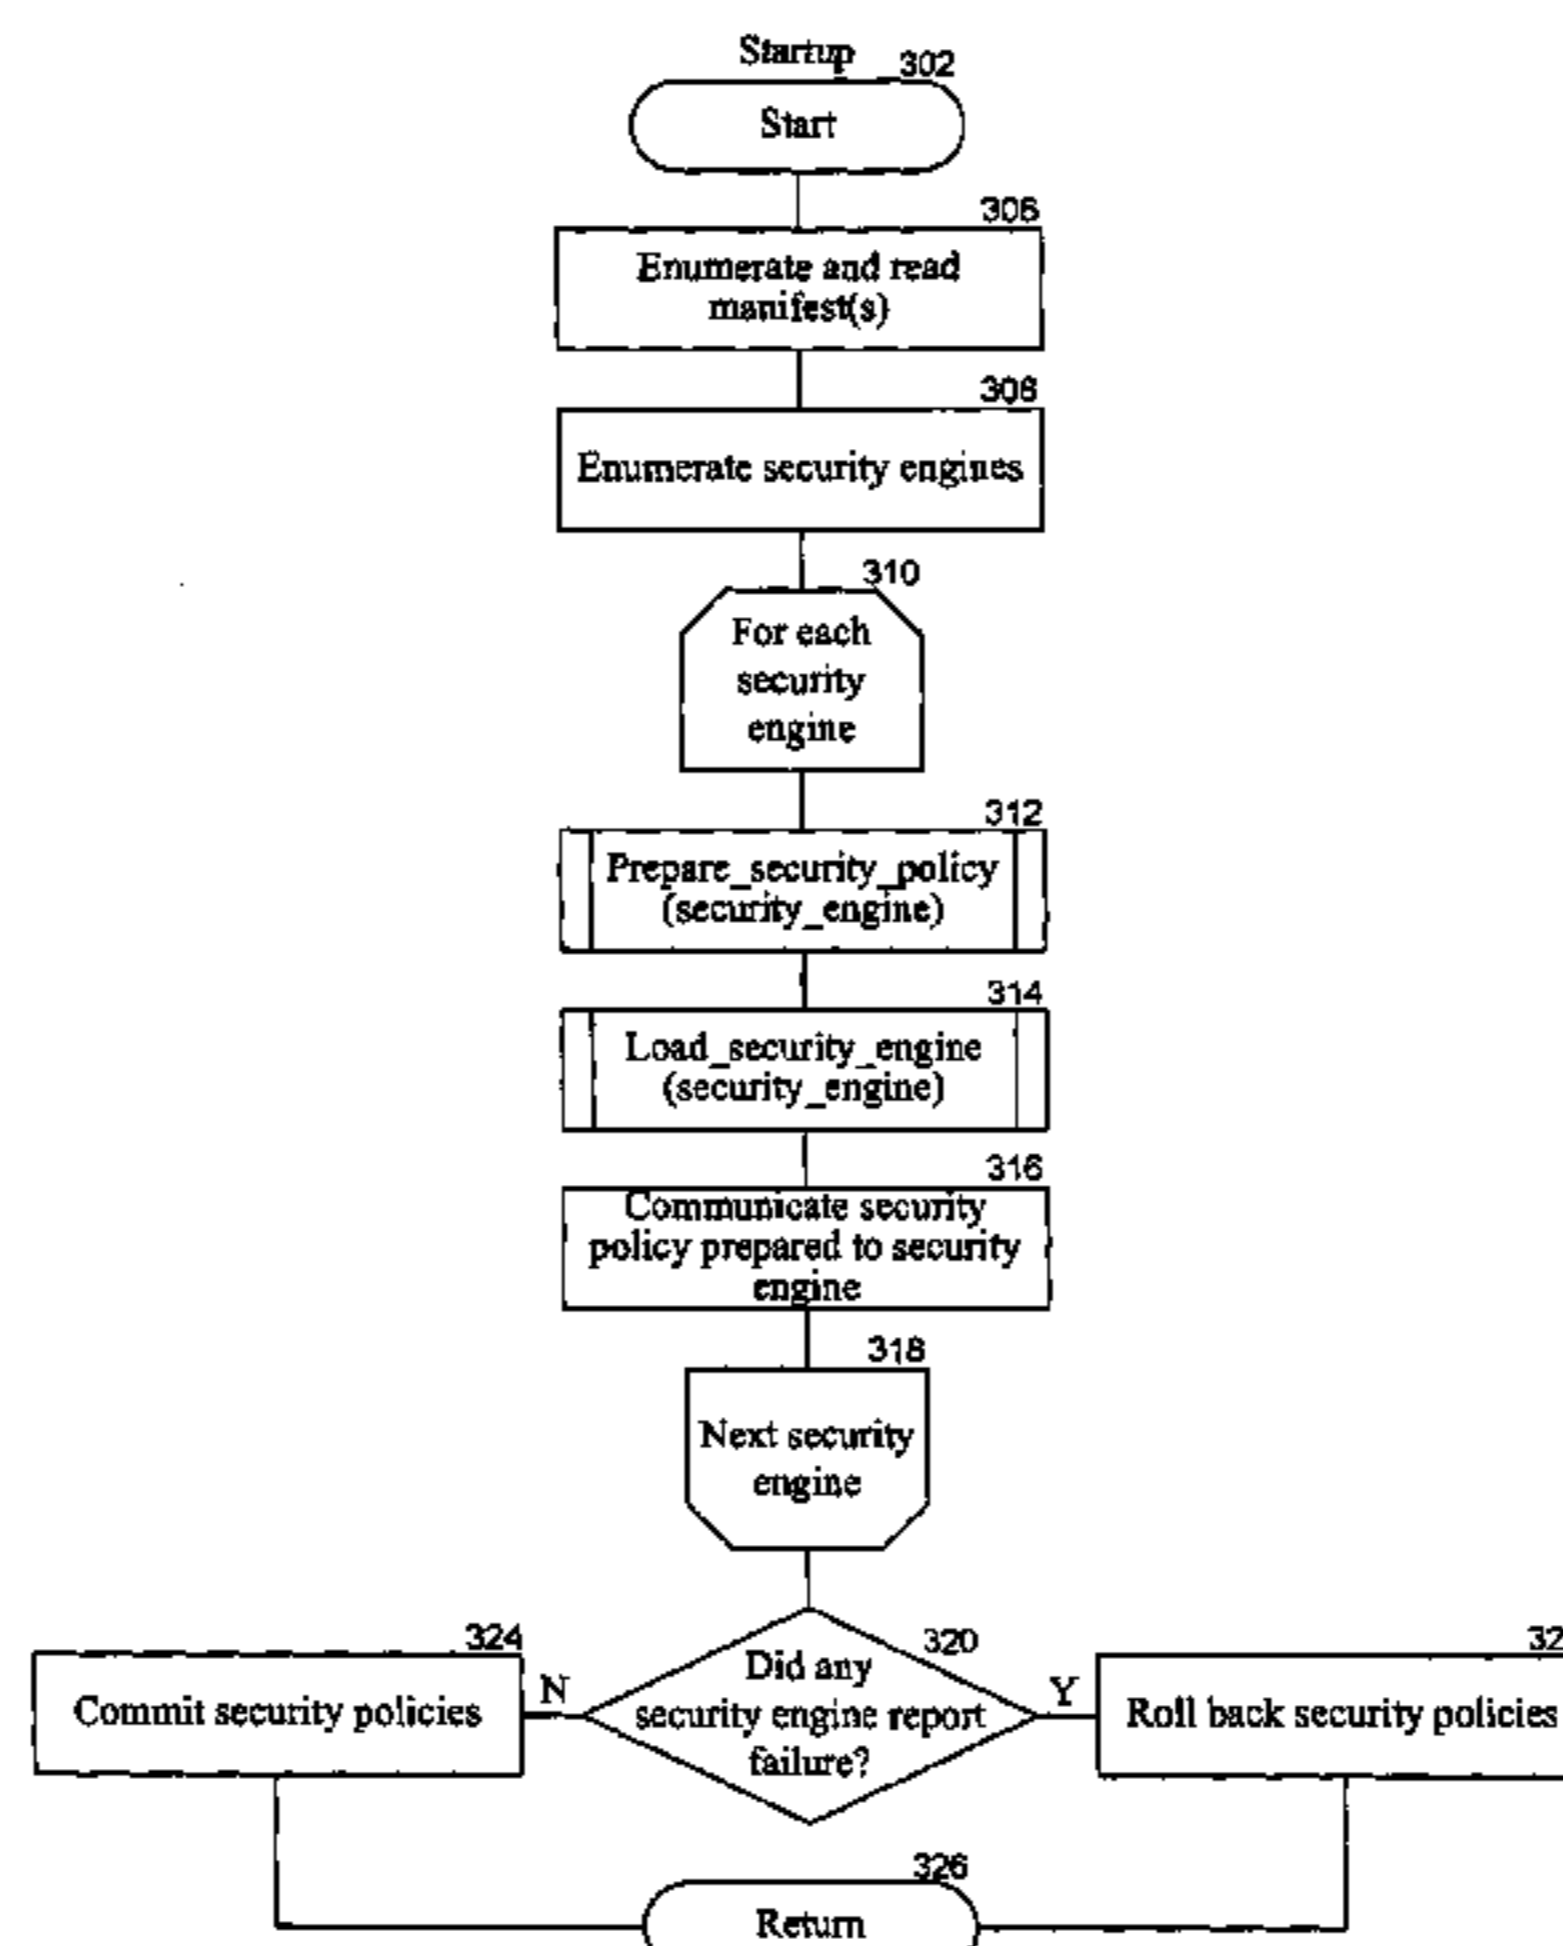 Startup
302
Start
306
Enumerate and read
manifest(s)
308
Enumerate security engines
310
For each
security
engine
312
Prepare_security_policy
(security_engine)
314
Load_security_engine
(security_engine)
316
Communicate security
policy prepared to security
engine
318
Next security
engine
324
Commit security policies
N
320
Did any
security engine report
failure?
Y
Roll back security policies
326
Return